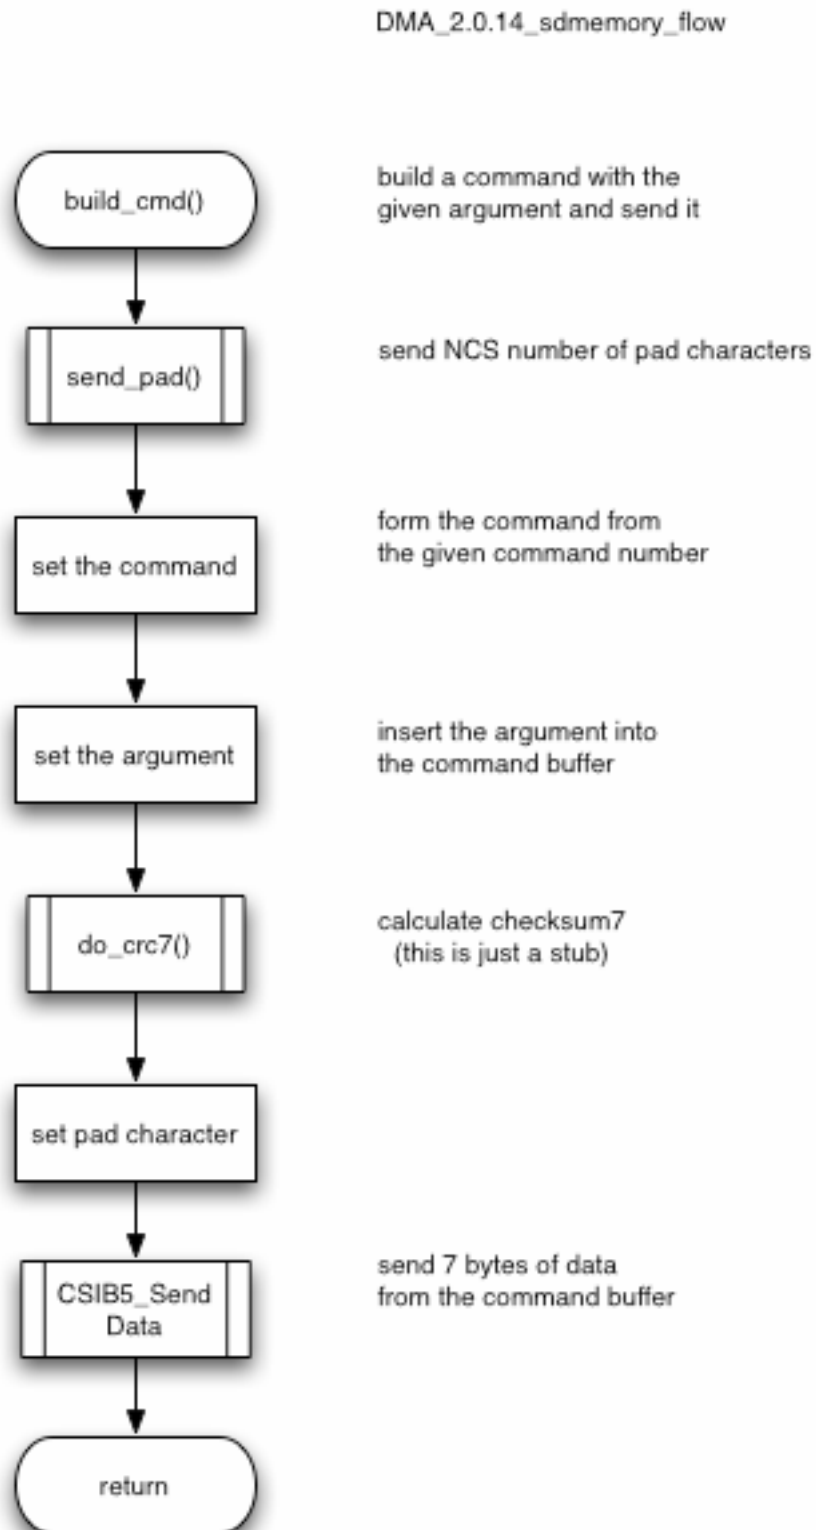 DMA_2.0.14_sdmemory_flow
build_cmd()
build a command with the
given argument and send it
send_pad()
send NCS number of pad characters
set the command
form the command from
the given command number
set the argument
insert the argument into
the command buffer
do_crc7()
calculate checksum7
(this is just a stub)
set pad character
CSIB5_Send
Data
send 7 bytes of data
from the command buffer
return